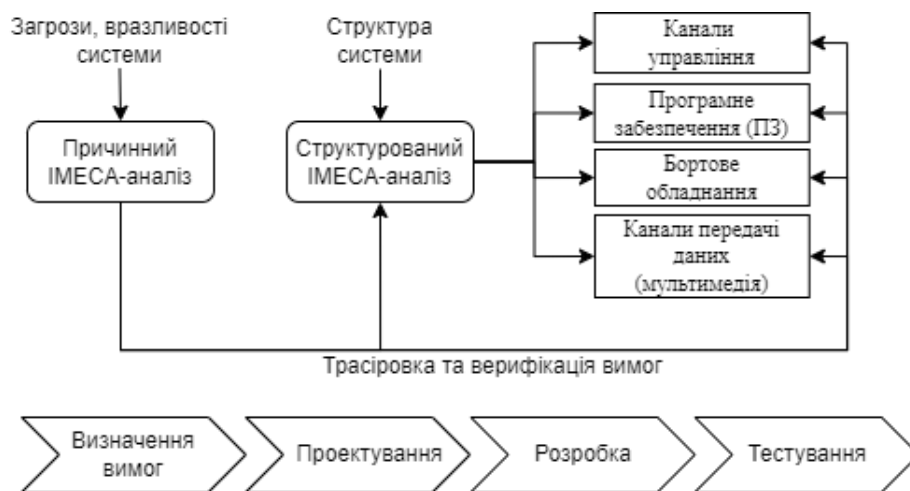 Загрози, вразливості
системи
Структура
системи
Канали
управління
Програмне
забезпечення (ПЗ)
Причинний
IMECA-аналіз
Структурований
IMECA-аналіз
Бортове
обладнання
Канали передачі
даних
(мультимедія)
Трасіровка та верифікація вимог
Визначення
вимог
Проектування
Розробка
Тестування